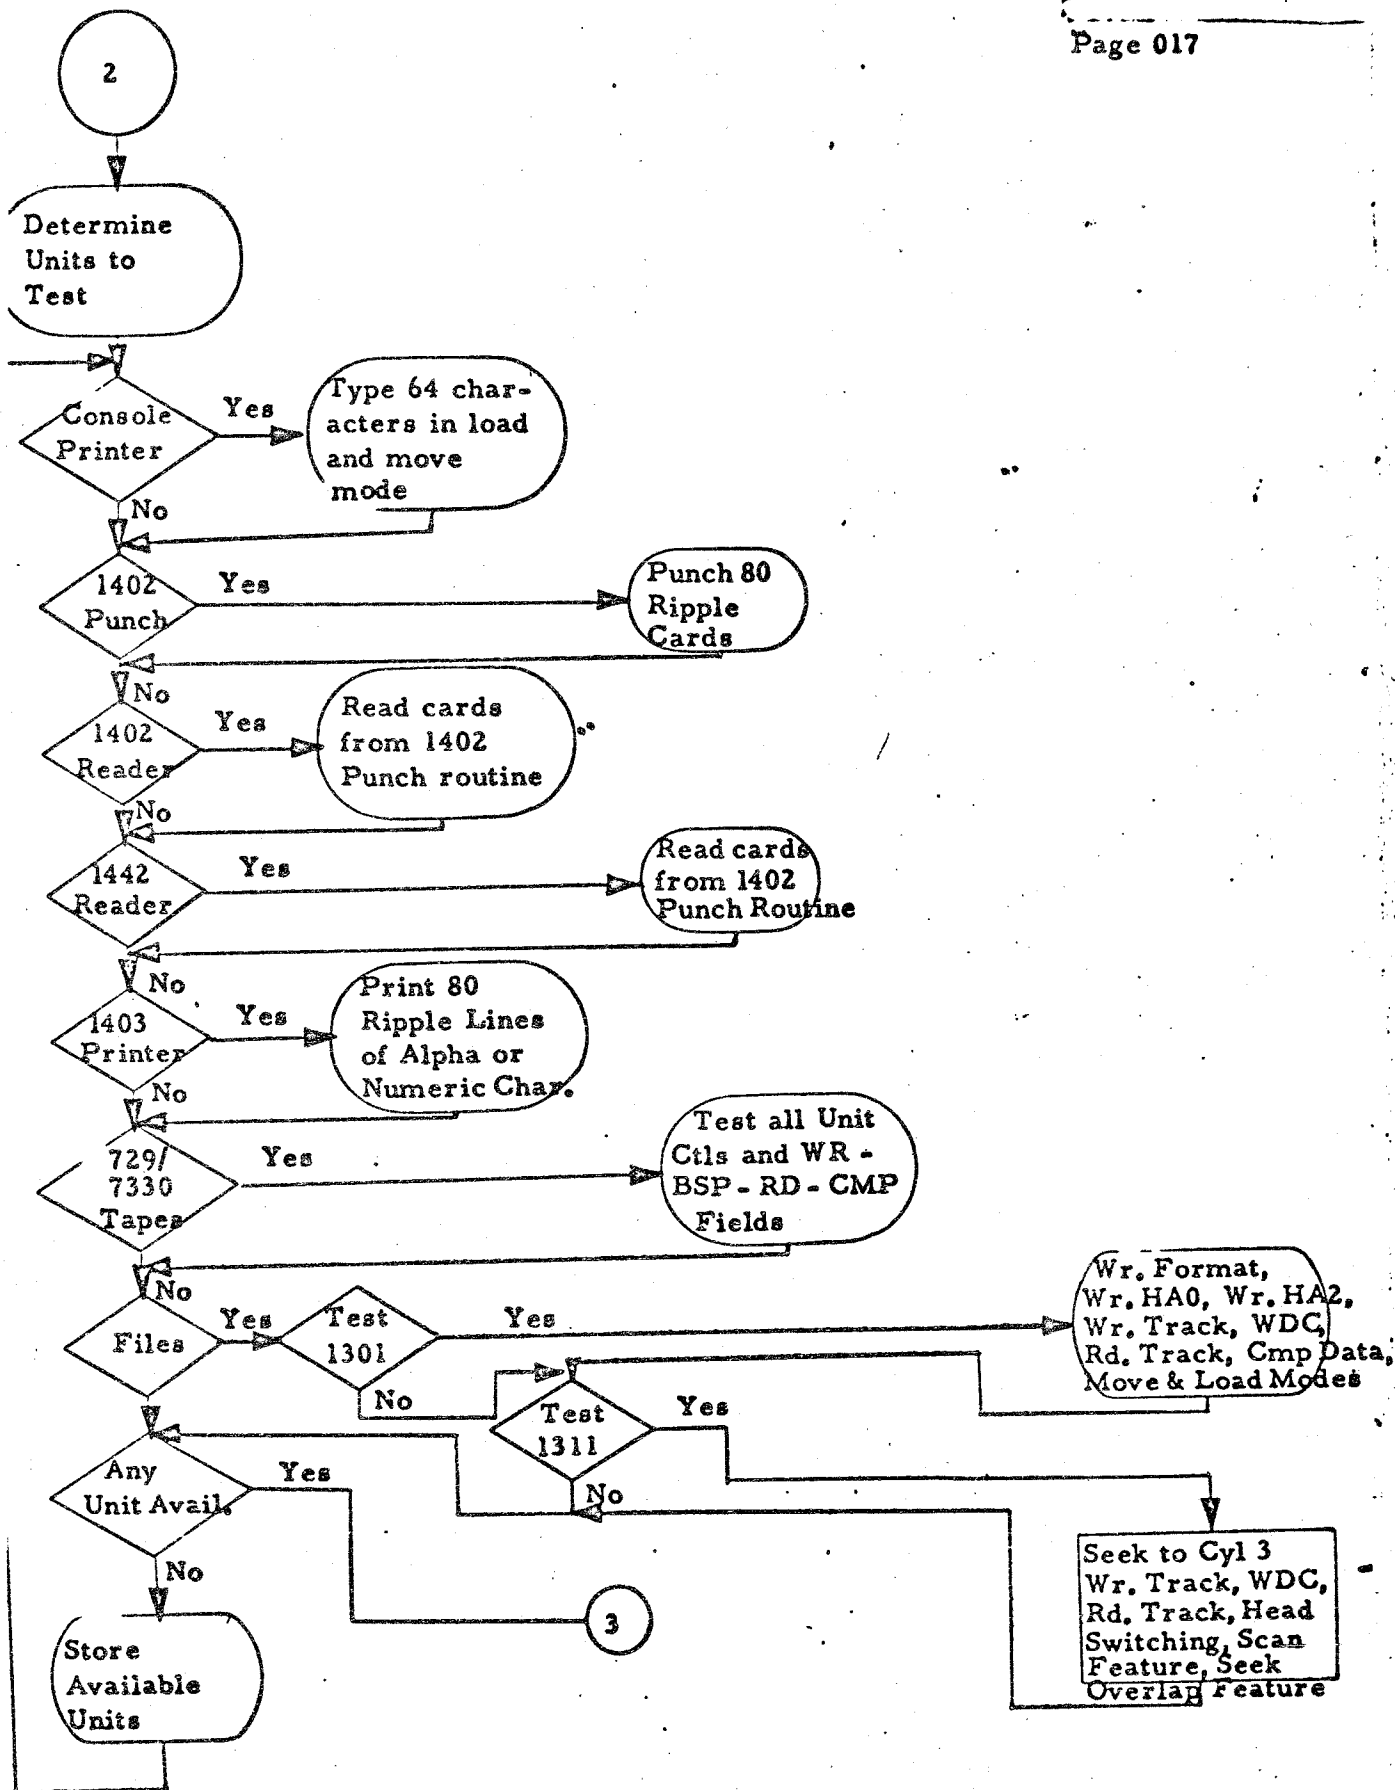 Page 017
2
Determine
Units to
Test
Console
Printer
Yes
Type 64 char-
acters in load
and move
mode
No
1402
Punch
Yes
Punch 80
Ripple
Cards
No
1402
Reader
Yes
Read cards
from 1402
Punch routine
No
1442
Reader
Yes
Read cards
from 1402
Punch Routine
No
1403
Printer
Yes
Print 80
Ripple Lines
of Alpha or
Numeric Char.
No
729/
7330
Tapes
Yes
Test all Unit
Ctls and WR -
BSP - RD - CMP
Fields
No
Files
Yes
Test
1301
Yes
Wr. Format,
Wr. HA0, Wr. HA2,
Wr. Track, WDC,
Rd. Track, Cmp Data,
Move & Load Modes
No
Test
1311
Yes
No
Seek to Cyl 3
Wr. Track, WDC,
Rd. Track, Head
Switching, Scan
Feature, Seek
Overlap Feature
Any
Unit Avail.
Yes
3
No
Store
Available
Units